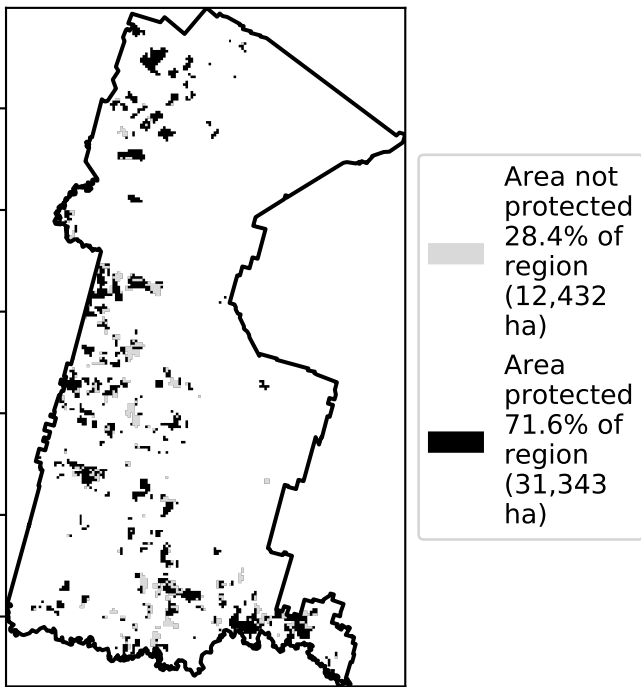 Area not
protected
28.4% of
region
(12,432
ha)
Area
protected
71.6% of
region
(31,343
ha)